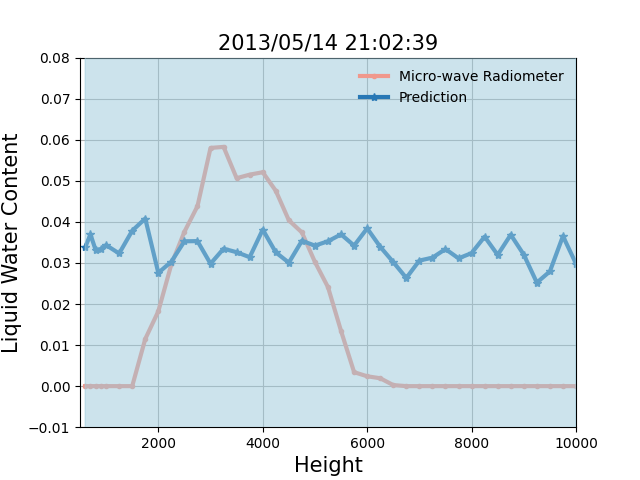 2013/05/14 21:02:39
Micro-wave Radiometer
Prediction
Liquid Water Content
0.08
0.07
0.06
0.05
0.04
0.03
0.02
0.01
0.00
−0.01
2000 4000 6000 8000 10000
Height